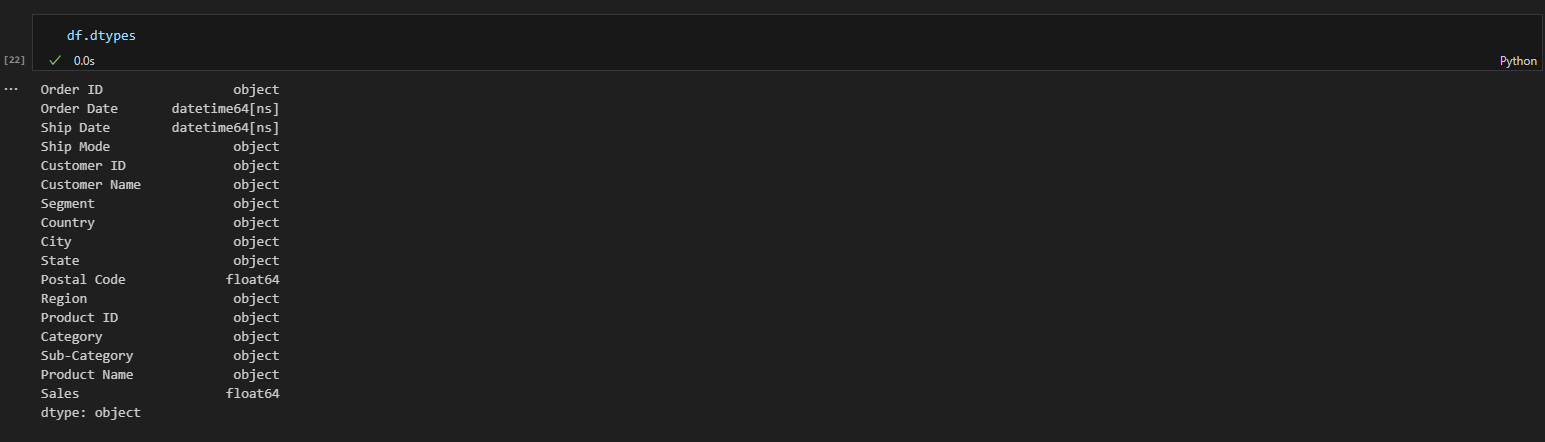 df.dtypes
[22] 0.0s Python
... Order ID object
Order Date datetime64[ns]
Ship Date datetime64[ns]
Ship Mode object
Customer ID object
Customer Name object
Segment object
Country object
City object
State object
Postal Code float64
Region object
Product ID object
Category object
Sub-Category object
Product Name object
Sales float64
dtype: object